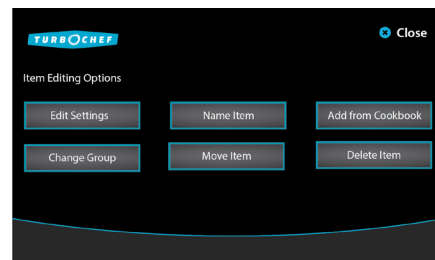 TURBOCHEF
Close
Item Editing Options
Edit Settings
Name Item
Add from Cookbook
Change Group
Move Item
Delete Item